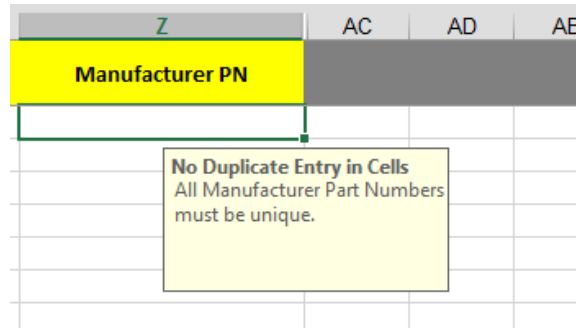 Z AC AD AE
Manufacturer PN
No Duplicate Entry in Cells
All Manufacturer Part Numbers
must be unique.